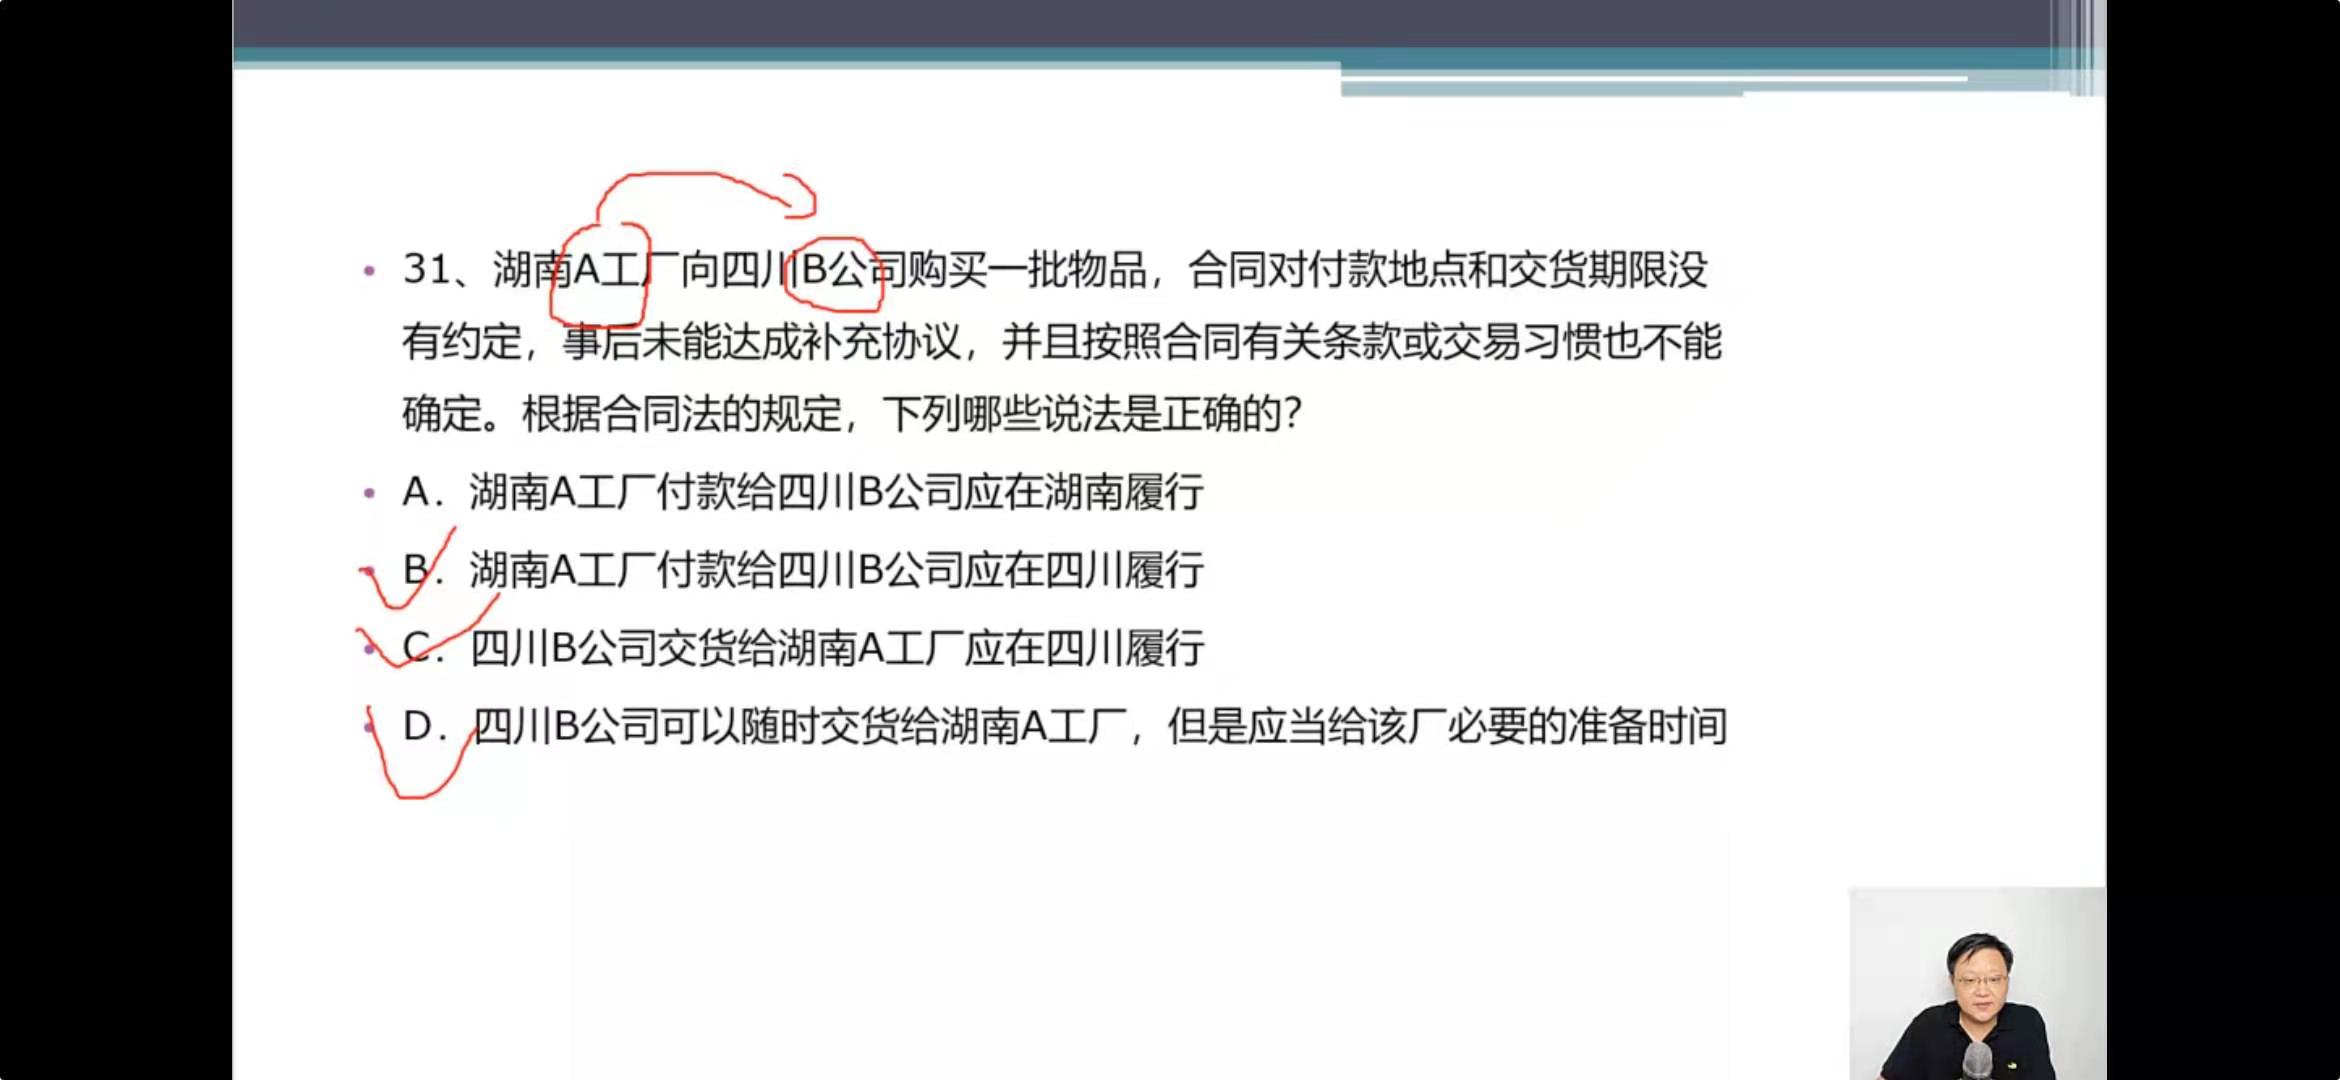 31、湖南A工厂向四川B公司购买一批物品，合同对付款地点和交货期限没
有约定，事后未能达成补充协议，并且按照合同有关条款或交易习惯也不能
确定。根据合同法的规定，下列哪些说法是正确的？
A．湖南A工厂付款给四川B公司应在湖南履行
B．湖南A工厂付款给四川B公司应在四川履行
C．四川B公司交货给湖南A工厂应在四川履行
D．四川B公司可以随时交货给湖南A工厂，但是应当给该厂必要的准备时间